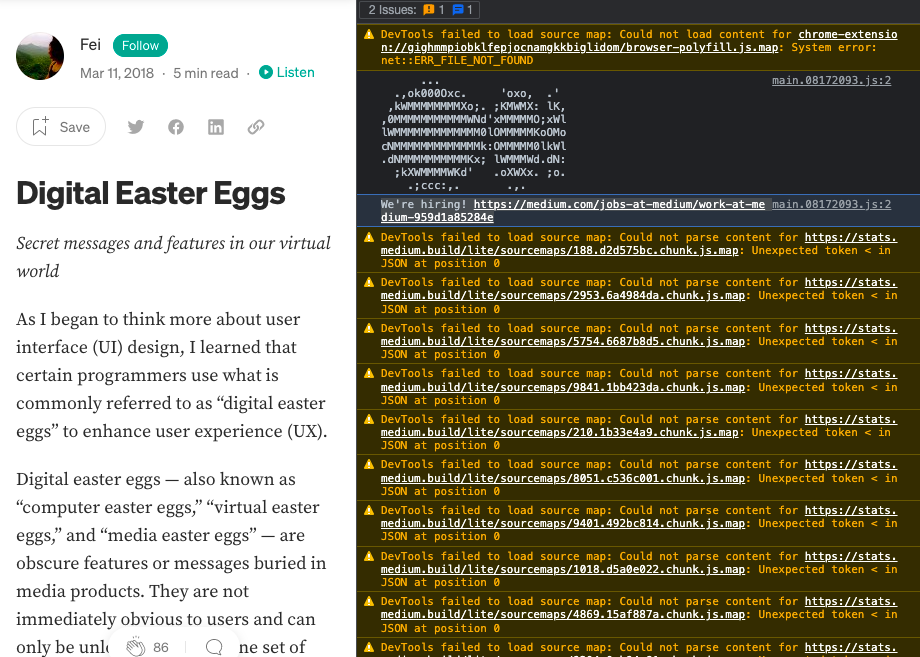 Fei
Follow
Mar 11, 2018 · 5 min read · Listen
Save
Digital Easter Eggs
Secret messages and features in our virtual
world
As I began to think more about user
interface (UI) design, I learned that
certain programmers use what is
commonly referred to as “digital easter
eggs” to enhance user experience (UX).
Digital easter eggs — also known as
“computer easter eggs,” “virtual easter
eggs,” and “media easter eggs” — are
obscure features or messages buried in
media products. They are not
immediately obvious to users and can
only be ne set of
86
2 Issues: 1 1
DevTools failed to load source map: Could not load content for chrome-extensio
n://gighmmpiobklfepjocnamgkkbiglidom/browser-polyfill.js.map: System error:
net::ERR_FILE_NOT_FOUND
main.08172093.js:2
...
.,ok000Oxc. 'oxo, .'
,kWMMMMMMMMXo;. ;KMWMX: lK,
,0MMMMMMMMMMMWNd'xMMMMMO;xWl
lWMMMMMMMMMMMMM0lOMMMMMKoOMo
cNMMMMMMMMMMMMMk:OMMMMM0lkWl
.dNMMMMMMMMMMKx; lWMMMWd.dN:
;kXWMMMMWKd' .oXWXx. ;o.
.;ccc:,. .,.
We're hiring! https://medium.com/jobs-at-medium/work-at-me main.08172093.js:2
dium-959d1a85284e
DevTools failed to load source map: Could not parse content for https://stats.
medium.build/lite/sourcemaps/188.d2d575bc.chunk.js.map: Unexpected token < in
JSON at position 0
DevTools failed to load source map: Could not parse content for https://stats.
medium.build/lite/sourcemaps/2953.6a4984da.chunk.js.map: Unexpected token < in
JSON at position 0
DevTools failed to load source map: Could not parse content for https://stats.
medium.build/lite/sourcemaps/5754.6687b8d5.chunk.js.map: Unexpected token < in
JSON at position 0
DevTools failed to load source map: Could not parse content for https://stats.
medium.build/lite/sourcemaps/9841.1bb423da.chunk.js.map: Unexpected token < in
JSON at position 0
DevTools failed to load source map: Could not parse content for https://stats.
medium.build/lite/sourcemaps/210.1b33e4a9.chunk.js.map: Unexpected token < in
JSON at position 0
DevTools failed to load source map: Could not parse content for https://stats.
medium.build/lite/sourcemaps/8051.c536c001.chunk.js.map: Unexpected token < in
JSON at position 0
DevTools failed to load source map: Could not parse content for https://stats.
medium.build/lite/sourcemaps/9401.492bc814.chunk.js.map: Unexpected token < in
JSON at position 0
DevTools failed to load source map: Could not parse content for https://stats.
medium.build/lite/sourcemaps/1018.d5a0e022.chunk.js.map: Unexpected token < in
JSON at position 0
DevTools failed to load source map: Could not parse content for https://stats.
medium.build/lite/sourcemaps/4869.15af887a.chunk.js.map: Unexpected token < in
JSON at position 0
DevTools failed to load source map: Could not parse content for https://stats.